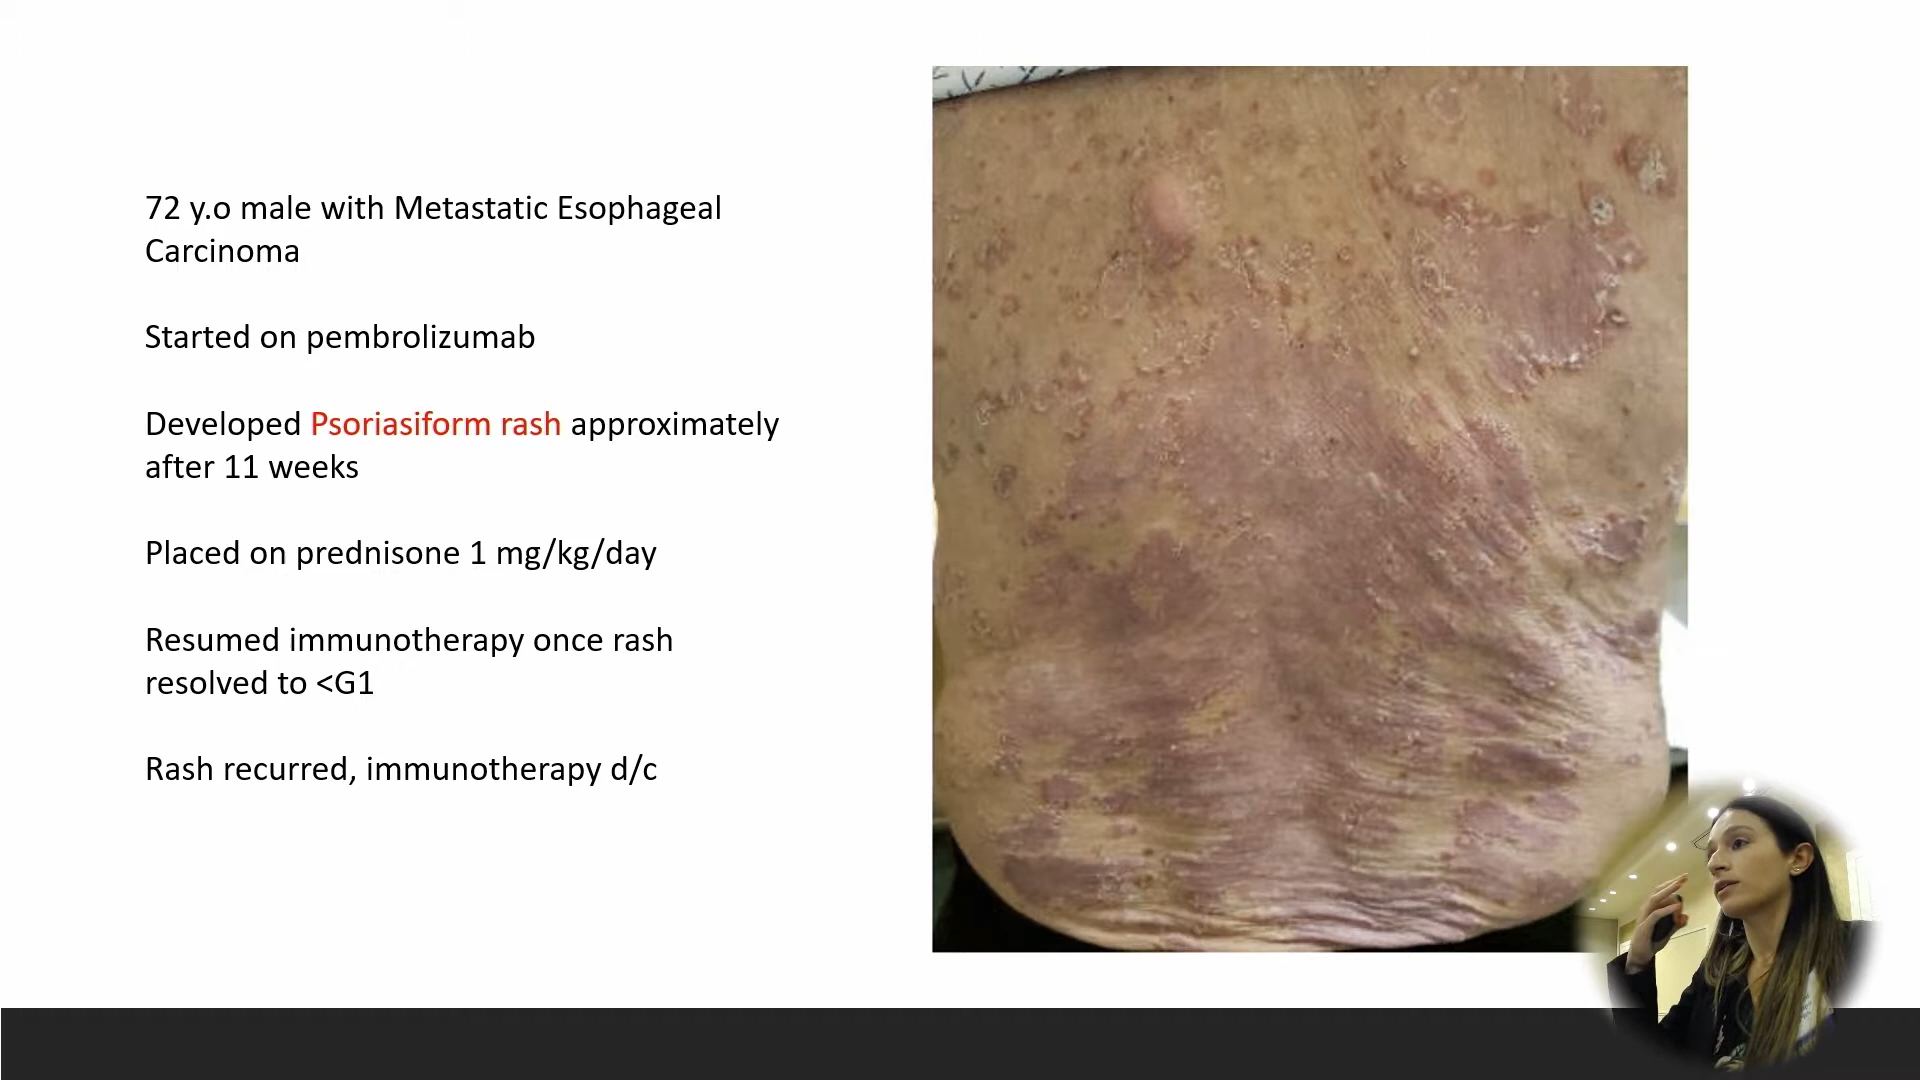 72 y.o male with Metastatic Esophageal
Carcinoma
Started on pembrolizumab
Developed Psoriasiform rash approximately
after 11 weeks
Placed on prednisone 1 mg/kg/day
Resumed immunotherapy once rash
resolved to <G1
Rash recurred, immunotherapy d/c